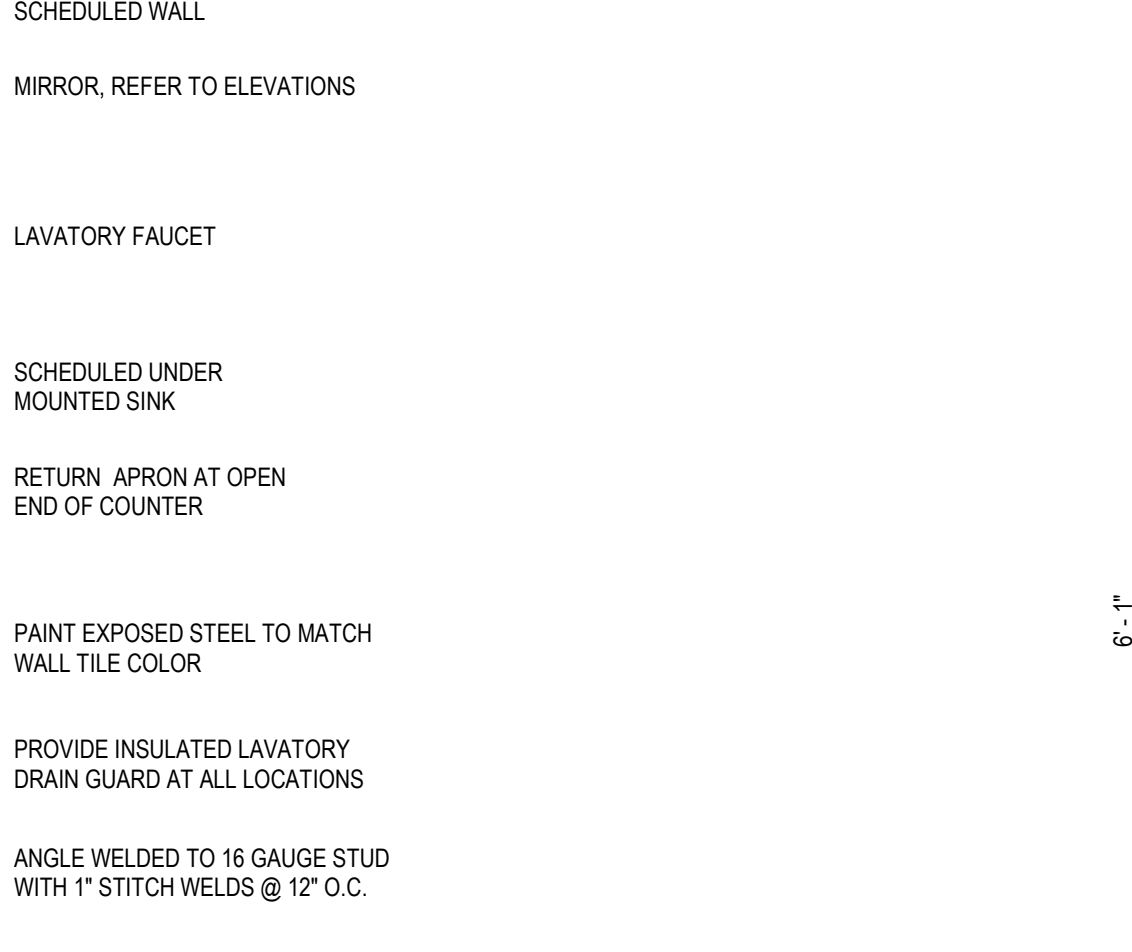 SCHEDULED WALL
MIRROR, REFER TO ELEVATIONS
LAVATORY FAUCET
SCHEDULED UNDER
MOUNTED SINK
RETURN  APRON AT OPEN
END OF COUNTER
PAINT EXPOSED STEEL TO MATCH
WALL TILE COLOR
6' - 1"
PROVIDE INSULATED LAVATORY
DRAIN GUARD AT ALL LOCATIONS
ANGLE WELDED TO 16 GAUGE STUD
WITH 1" STITCH WELDS @ 12" O.C.